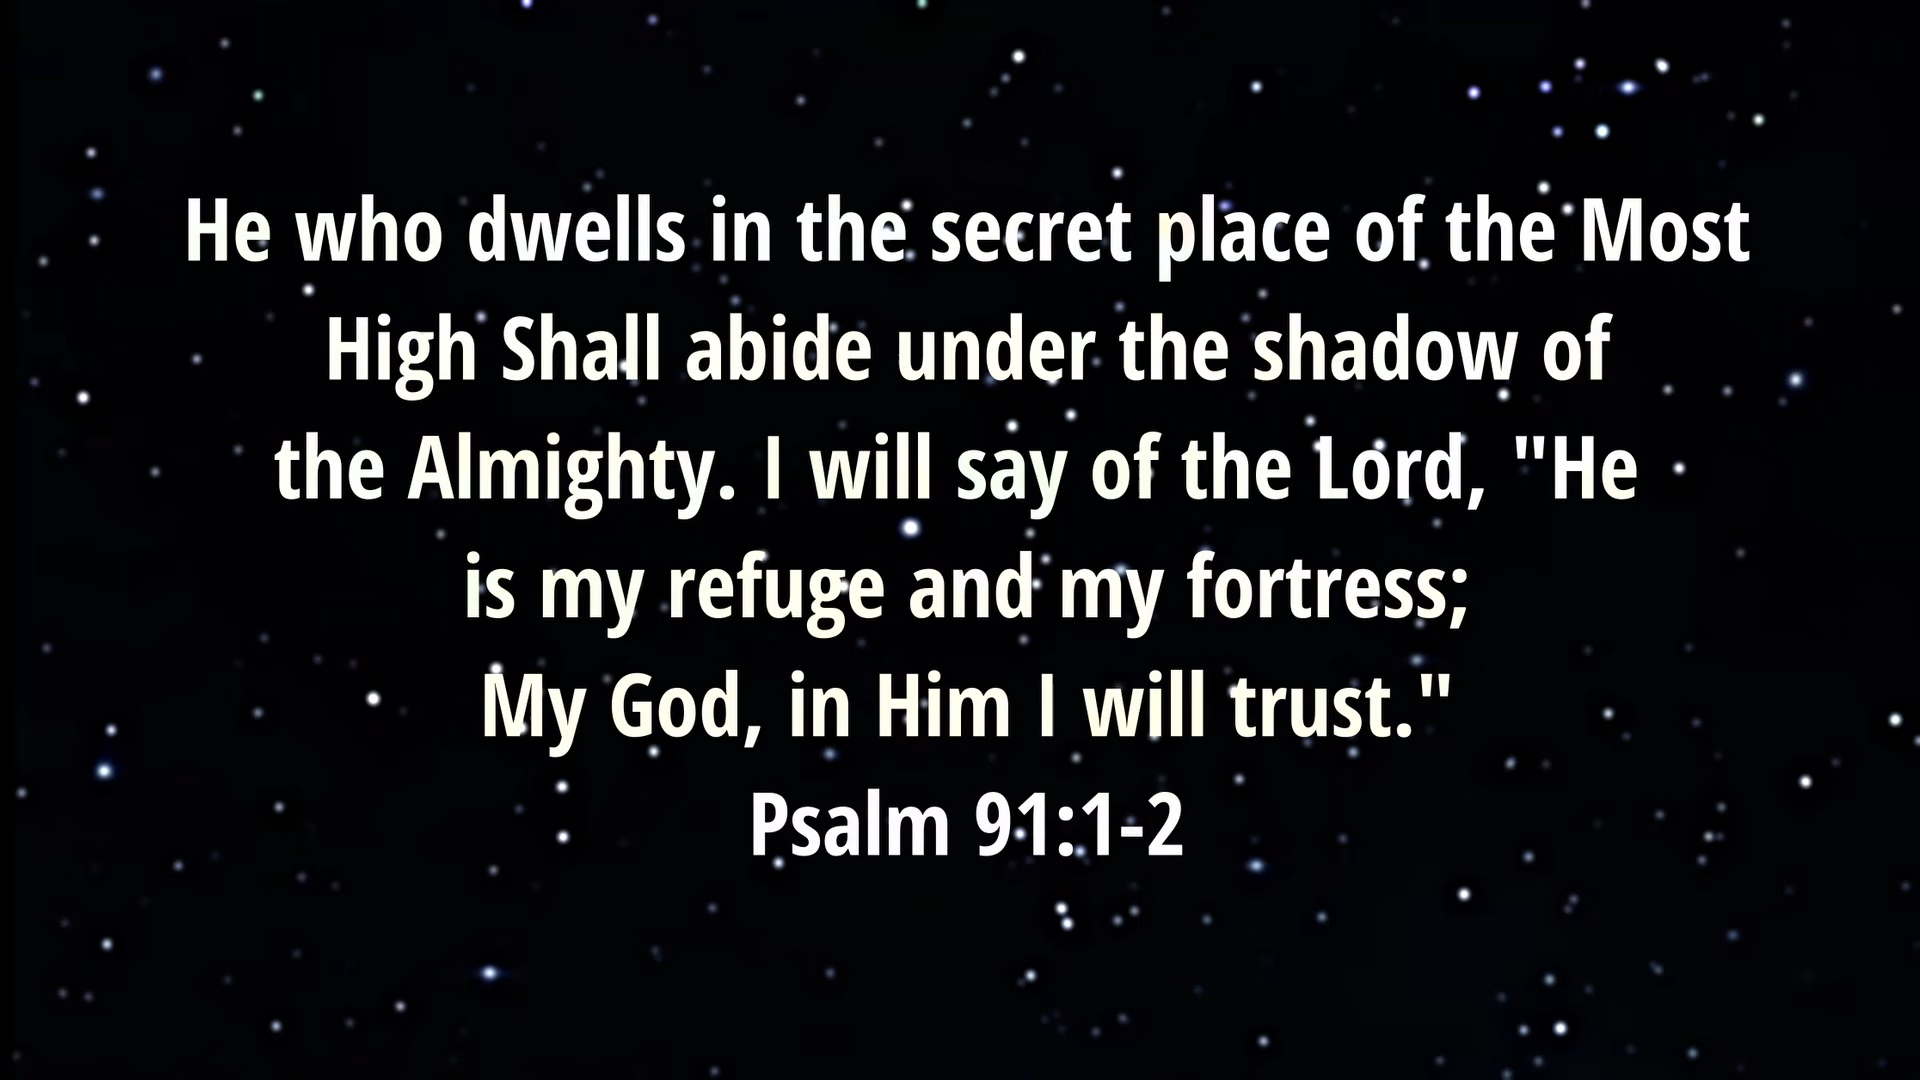 He who dwells in the secret place of the Most
High Shall abide under the shadow of
the Almighty. I will say of the Lord, "He
is my refuge and my fortress;
My God, in Him I will trust."
Psalm 91:1-2